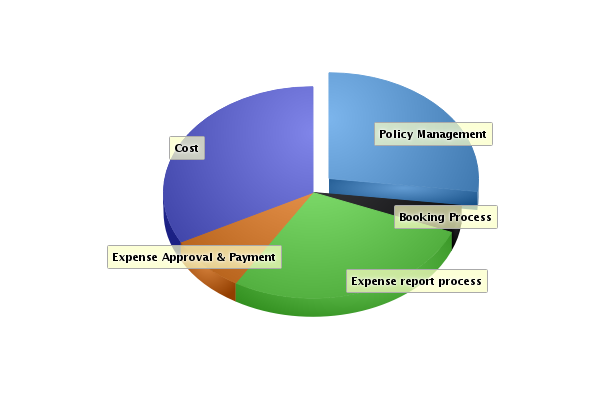 Policy Management
Cost
Booking Process
Expense Approval & Payment
Expense report process